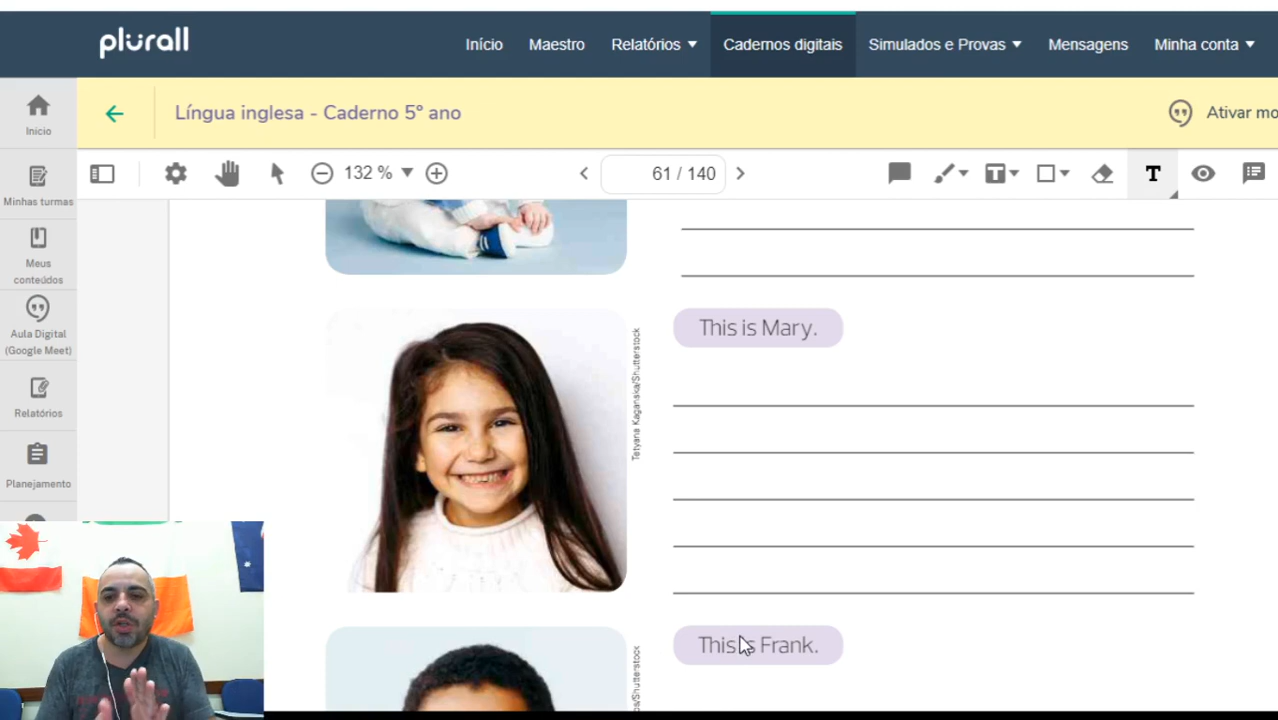 plurall
Início
Maestro
Relatórios
Cadernos digitais
Simulados e Provas
Mensagens
Minha conta
Língua inglesa - Caderno 5º ano
Ativar mo
132 %
61 / 140
T
T
Início
Minhas turmas
Meus
conteúdos
Aula Digital
(Google Meet)
Relatórios
Planejamento
This is Mary.
Tetyana Kaganska/Shutterstock
This is Frank.
s/Shutterstock